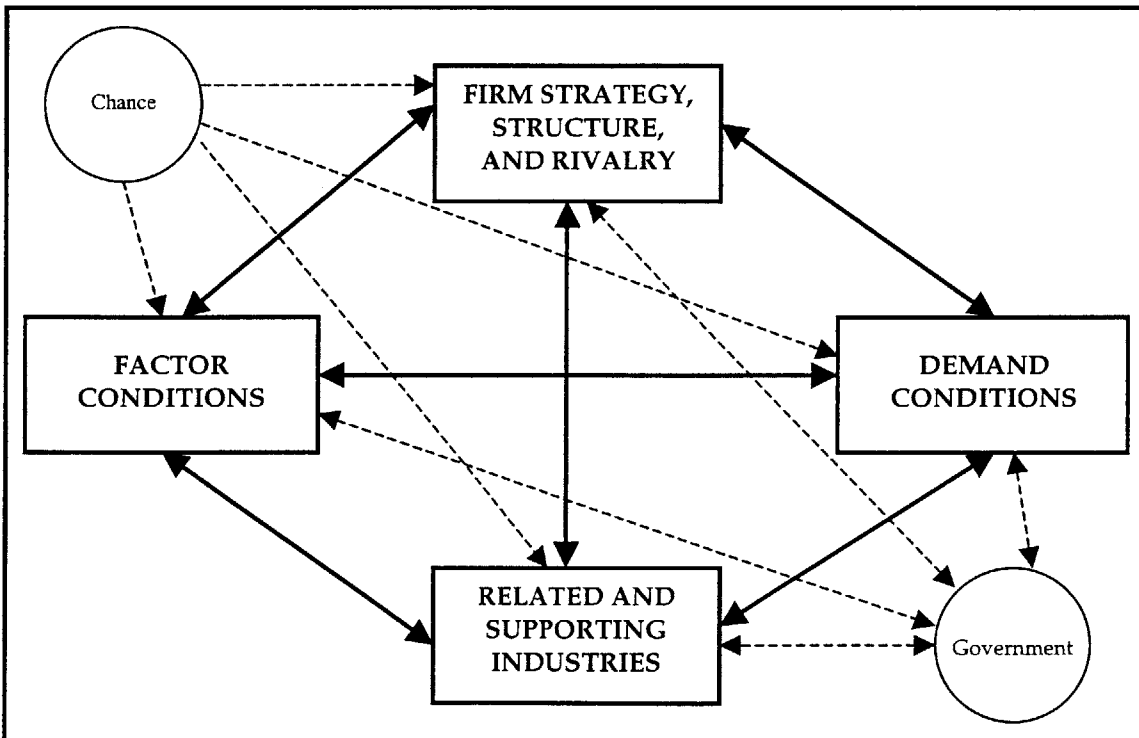 Chance
FIRM STRATEGY,
STRUCTURE,
AND RIVALRY
FACTOR
CONDITIONS
DEMAND
CONDITIONS
RELATED AND
SUPPORTING
INDUSTRIES
Government